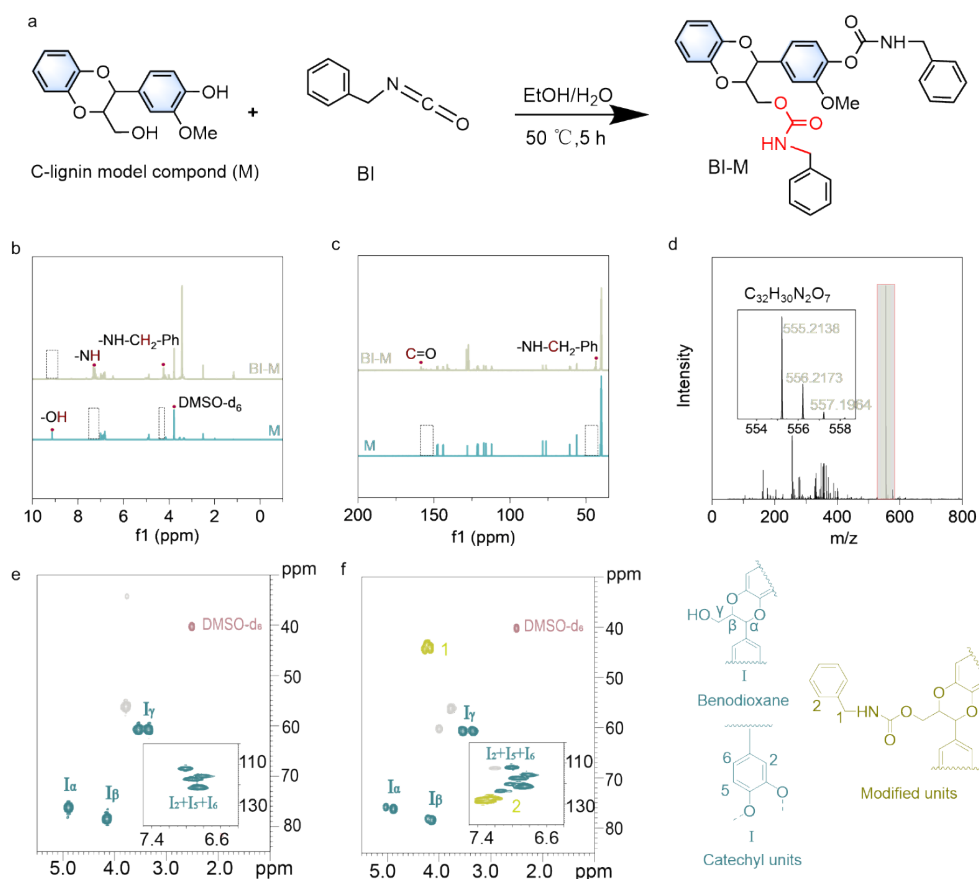 a
O
O
OH
OMe
OH
C-lignin model compond (M)
+
N
C
O
BI
EtOH/H2O
50 ℃,5 h
O
O
O
O
NH
OMe
O
O
NH
BI-M
b
-NH
-NH-CH2-Ph
BI-M
-OH
DMSO-d6
M
10 8 6 4 2 0
f1 (ppm)
c
C=O
-NH-CH2-Ph
BI-M
M
200 150 100 50
f1 (ppm)
d
C32H30N2O7
555.2138
556.2173
557.1964
554 556 558
Intensity
0 200 400 600 800
m/z
e
ppm
DMSO-d6
40
50
Iγ
60
Iα
Iβ
70
80
I2+I5+I6
110
130
7.4 6.6
5.0 4.0 3.0 2.0 ppm
f
ppm
DMSO-d6
1
40
50
Iγ
60
Iα
Iβ
70
80
I2+I5+I6
2
110
130
7.4 6.6
5.0 4.0 3.0 2.0 ppm
HO
γ
β
α
O
O
I
Benodioxane
6
2
5
O
O
I
Catechyl units
2
1
NH
O
O
O
O
Modified units